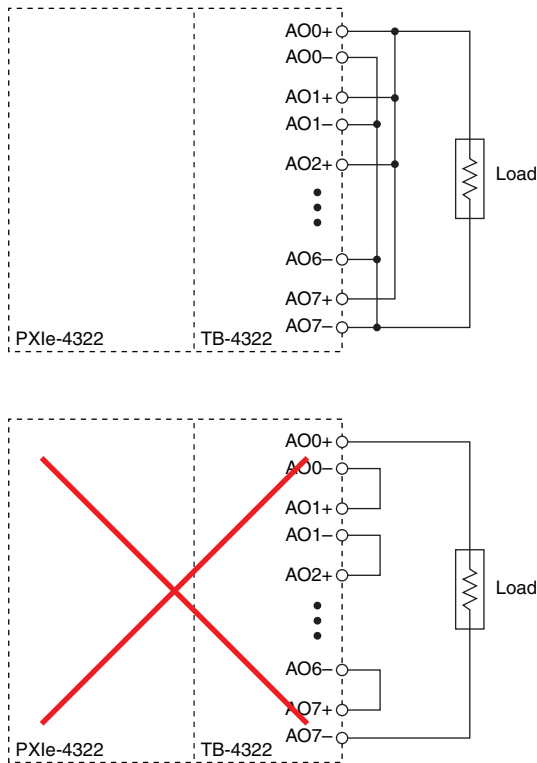 AO0+
AO0–
AO1+
AO1–
AO2+
Load
AO6–
AO7+
AO7–
PXIe-4322
TB-4322
AO0+
AO0–
AO1+
AO1–
AO2+
Load
AO6–
AO7+
AO7–
PXIe-4322
TB-4322